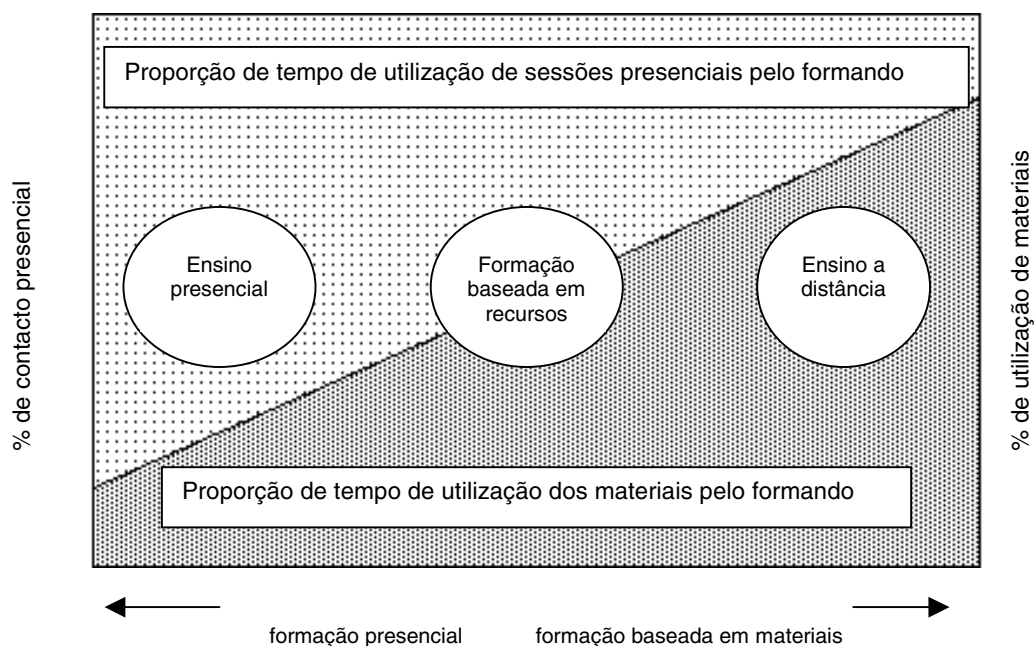 Proporção de tempo de utilização de sessões presenciais pelo formando
% de contacto presencial
Ensino
presencial
Formação
baseada em
recursos
Ensino a
distância
% de utilização de materiais
Proporção de tempo de utilização dos materiais pelo formando
formação presencial
formação baseada em materiais